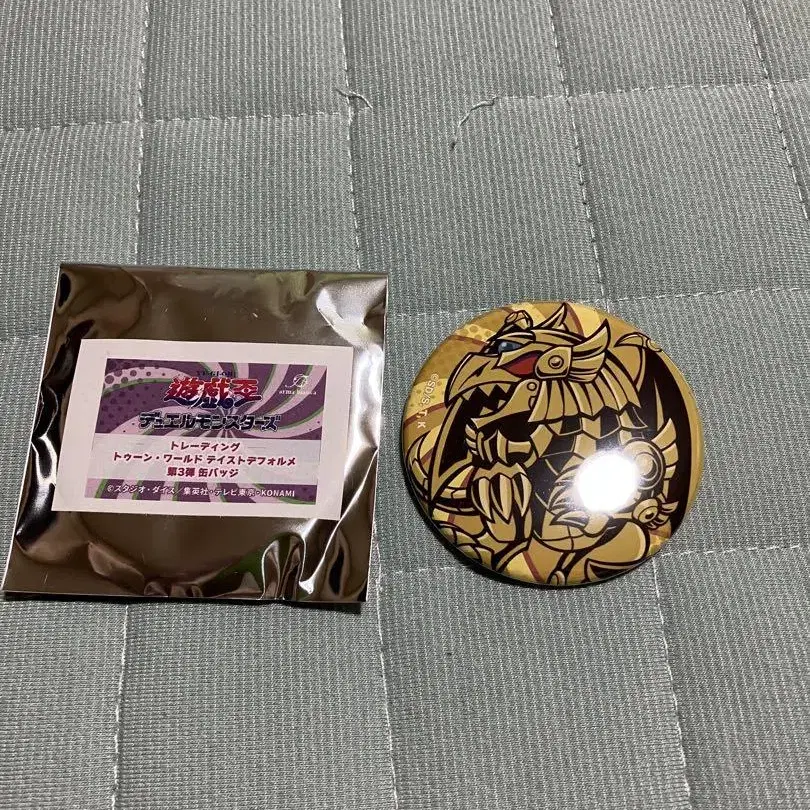 遊戯王
デュエルモンスターズ
トレーディング
トゥーン・ワールド テイストデフォルメ
第3弾 缶バッジ
©スタジオ・ダイス/集英社・テレビ東京・KONAMI
©SD/S・T・K